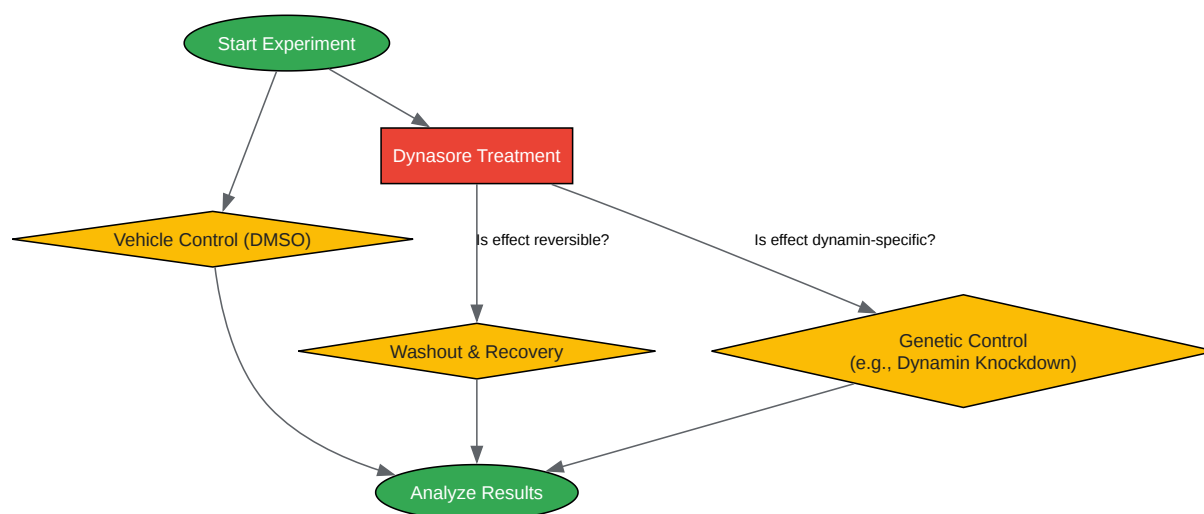 Start Experiment
Dynasore Treatment
Vehicle Control (DMSO)
Is effect reversible?
Is effect dynamin-specific?
Washout & Recovery
Genetic Control
(e.g., Dynamin Knockdown)
Analyze Results